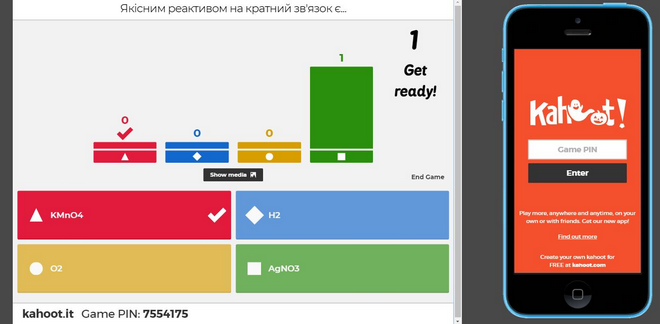 Якісним реактивом на кратний зв'язок є...
1
Get
ready!
1
0
0
0
Show media
End Game
KMnO4
H2
O2
AgNO3
kahoot.it Game PIN: 7554175
Kahoot!
Game PIN
Enter
Play more, anywhere and anytime, on your
own or with friends. Get our new app!
Find out more
Create your own kahoot for
FREE at kahoot.com